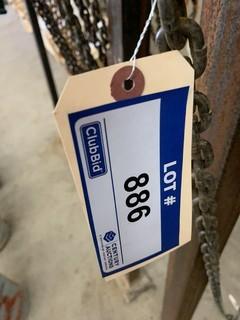 LOT #
886
ClubBid
CENTURY
AUCTIONS